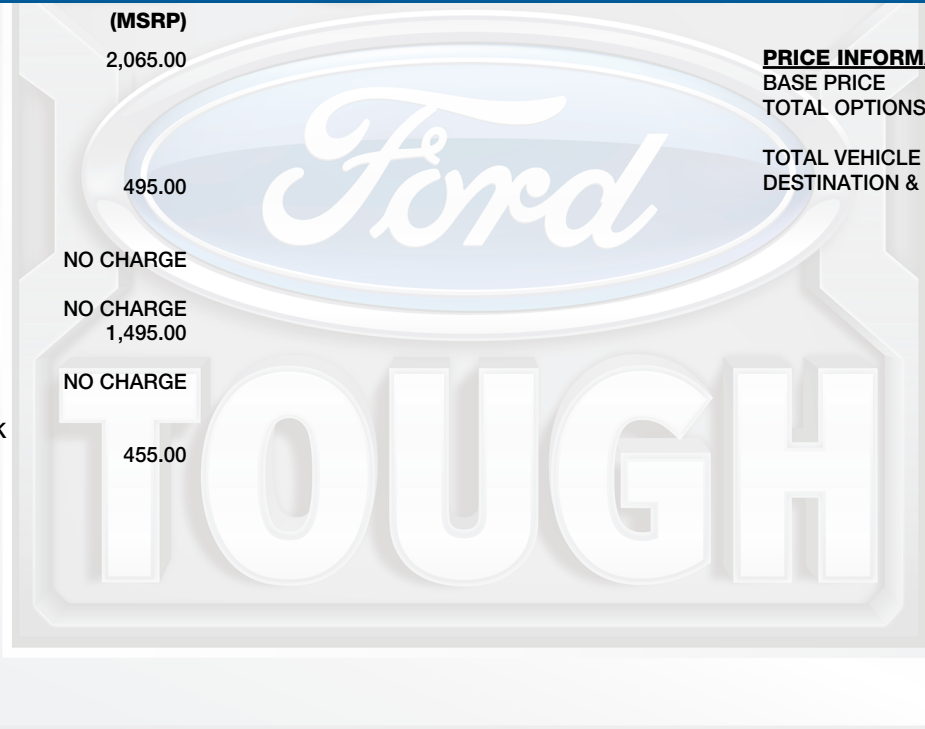 (MSRP)
2,065.00
495.00
NO CHARGE
NO CHARGE
1,495.00
NO CHARGE
K
455.00
PRICE INFORMA
BASE PRICE
TOTAL OPTIONS
TOTAL VEHICLE
DESTINATION &
Ford
TOUGH